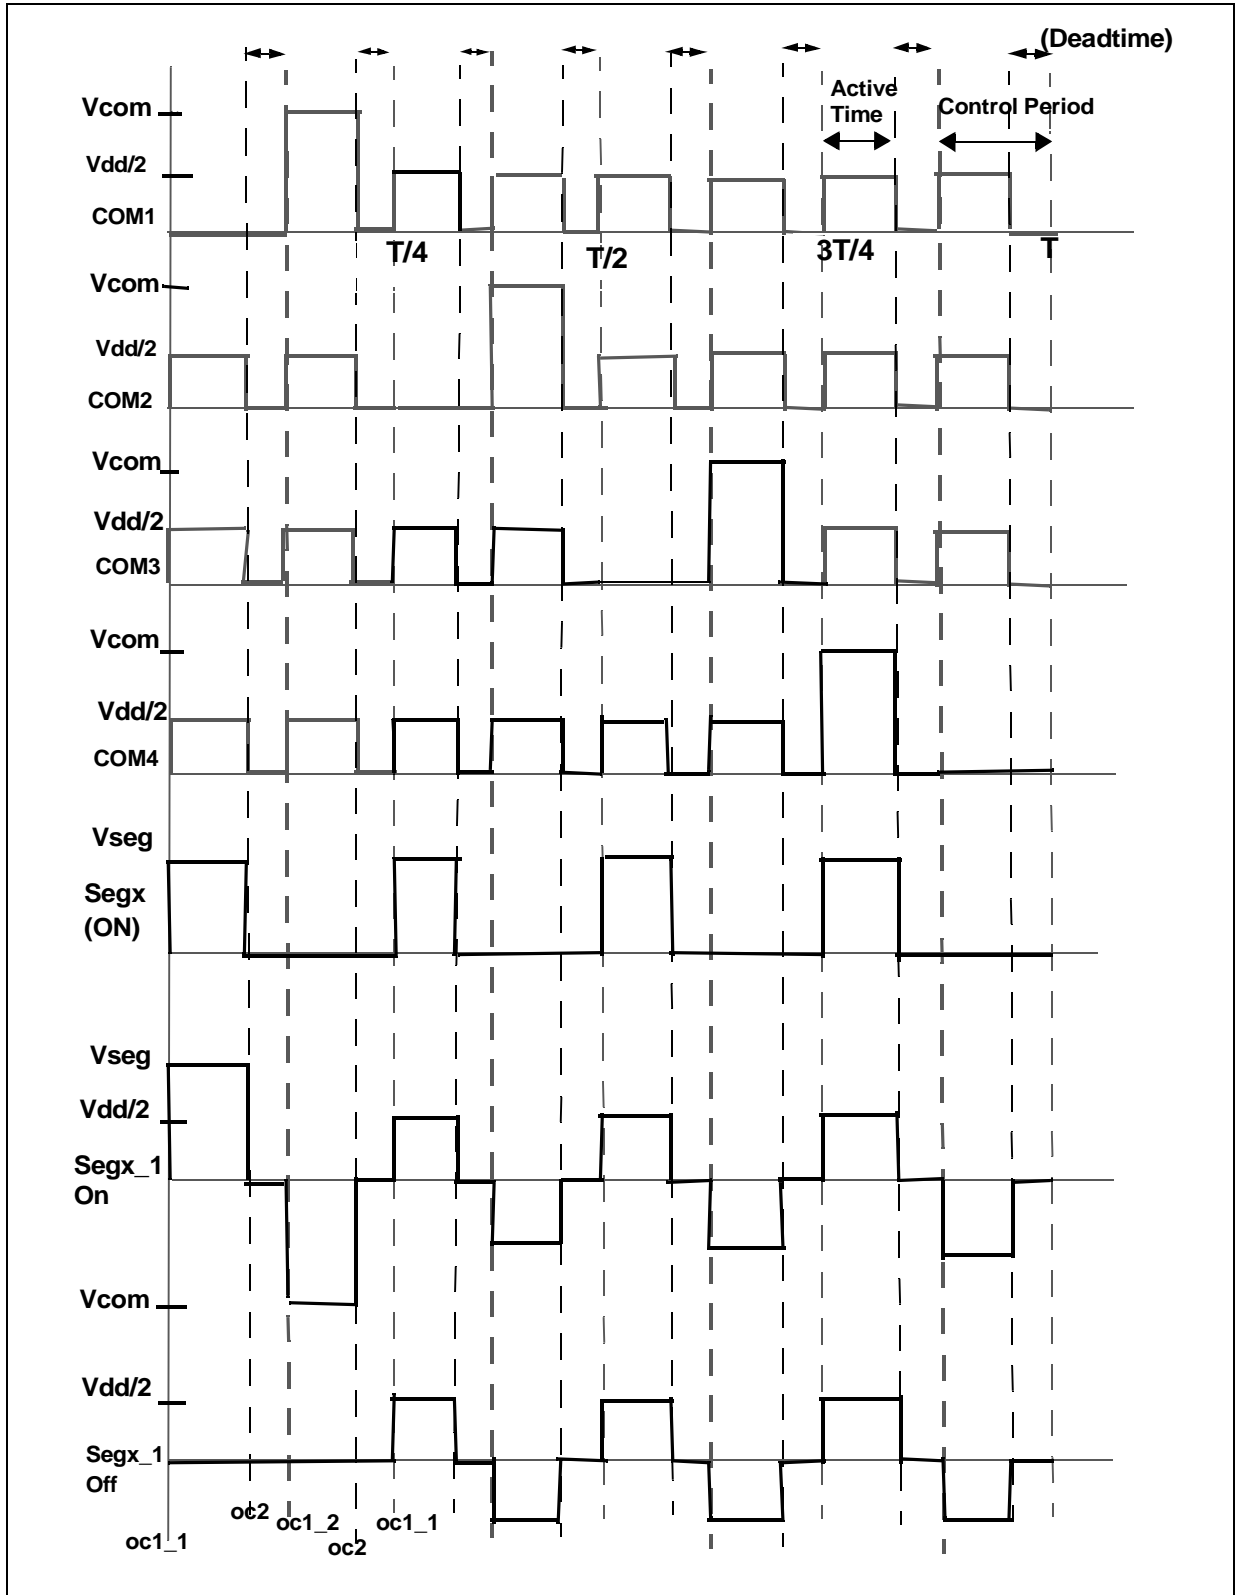 (Deadtime)
Active
Time
Control Period
Vcom
Vdd/2
COM1
T/4
T/2
3T/4
T
Vcom
Vdd/2
COM2
Vcom
Vdd/2
COM3
Vcom
Vdd/2
COM4
Vseg
Segx
(ON)
Vseg
Vdd/2
Segx_1
On
Vcom
Vdd/2
Segx_1
Off
oc1_1
oc2
oc1_2
oc2
oc1_1